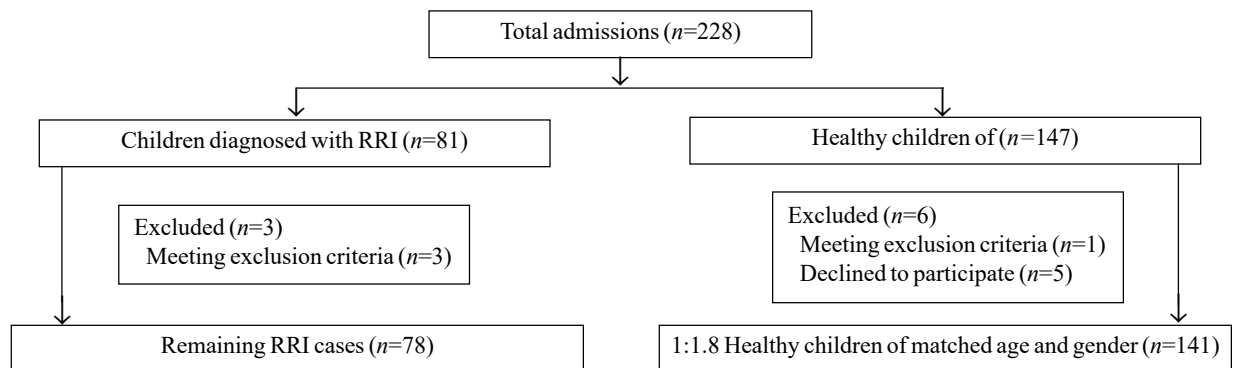 Total admissions (n=228)
Children diagnosed with RRI (n=81)
Healthy children of (n=147)
Excluded (n=3)
Meeting exclusion criteria (n=3)
Excluded (n=6)
Meeting exclusion criteria (n=1)
Declined to participate (n=5)
Remaining RRI cases (n=78)
1:1.8 Healthy children of matched age and gender (n=141)